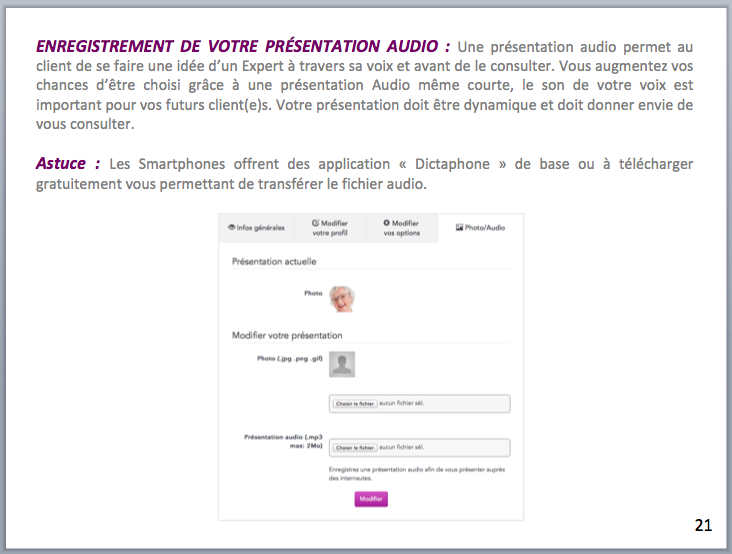 ENREGISTREMENT DE VOTRE PRÉSENTATION AUDIO : Une présentation audio permet au
client de se faire une idée d’un Expert à travers sa voix et avant de le consulter. Vous augmentez vos
chances d’être choisi grâce à une présentation Audio même courte, le son de votre voix est
important pour vos futurs client(e)s. Votre présentation doit être dynamique et doit donner envie de
vous consulter.
Astuce : Les Smartphones offrent des application « Dictaphone » de base ou à télécharger
gratuitement vous permettant de transférer le fichier audio.
Infos générales
Modifier
votre profil
Modifier
vos options
Photo/Audio
Présentation actuelle
Photo
Modifier votre présentation
Photo (.jpg .png .gif)
Choisir le fichier aucun fichier sél.
Présentation audio (.mp3
max: 2Mo)
Choisir le fichier aucun fichier sél.
Enregistrez une présentation audio afin de vous présenter auprès
des internautes.
Modifier
21